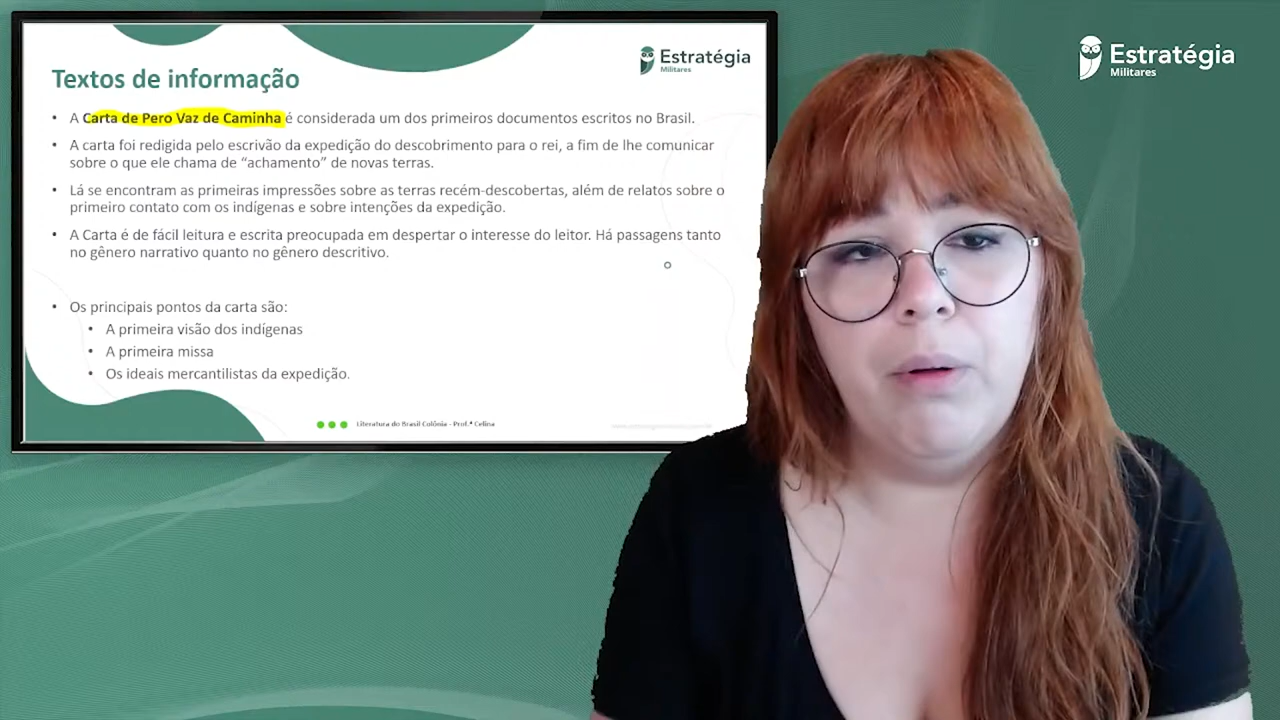 Textos de informação
Estratégia
Militares
• A Carta de Pero Vaz de Caminha é considerada um dos primeiros documentos escritos no Brasil.
• A carta foi redigida pelo escrivão da expedição do descobrimento para o rei, a fim de lhe comunicar
sobre o que ele chama de “achamento” de novas terras.
• Lá se encontram as primeiras impressões sobre as terras recém-descobertas, além de relatos sobre o
primeiro contato com os indígenas e sobre intenções da expedição.
• A Carta é de fácil leitura e escrita preocupada em despertar o interesse do leitor. Há passagens tanto
no gênero narrativo quanto no gênero descritivo.
• Os principais pontos da carta são:
• A primeira visão dos indígenas
• A primeira missa
• Os ideais mercantilistas da expedição.
Literatura do Brasil Colônia - Prof.ª Celina
Estratégia
Militares